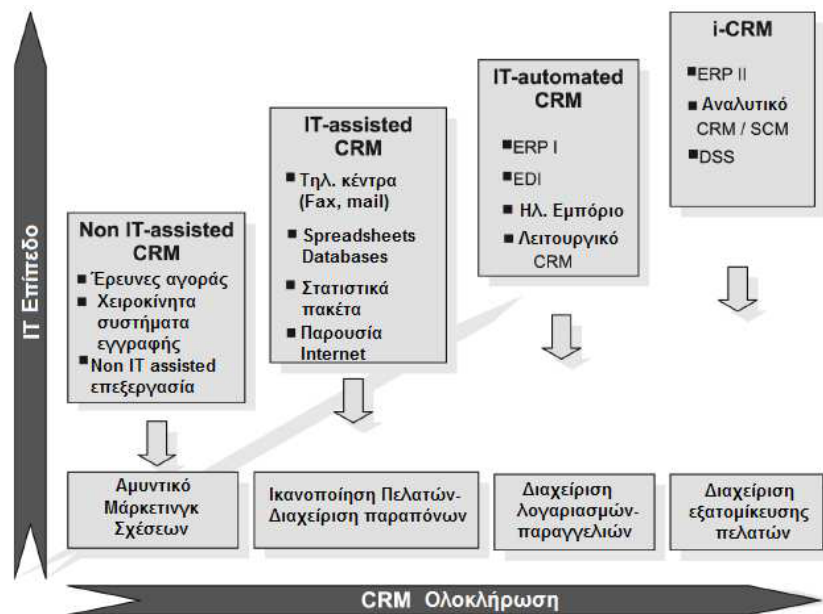 IT Επίπεδο
Non IT-assisted
CRM
Έρευνες αγοράς
Χειροκίνητα
συστήματα
εγγραφής
Non IT assisted
επεξεργασία
IT-assisted
CRM
Τηλ. κέντρα
(Fax, mail)
Spreadsheets
Databases
Στατιστικά
πακέτα
Παρουσία
Internet
IT-automated
CRM
ERP I
EDI
Ηλ. Εμπόριο
Λειτουργικό
CRM
i-CRM
ERP II
Αναλυτικό
CRM / SCM
DSS
Αμυντικό
Μάρκετινγκ
Σχέσεων
Ικανοποίηση Πελατών-
Διαχείριση παραπόνων
Διαχείριση
λογαριασμών-
παραγγελιών
Διαχείριση
εξατομίκευσης
πελατών
CRM Ολοκλήρωση